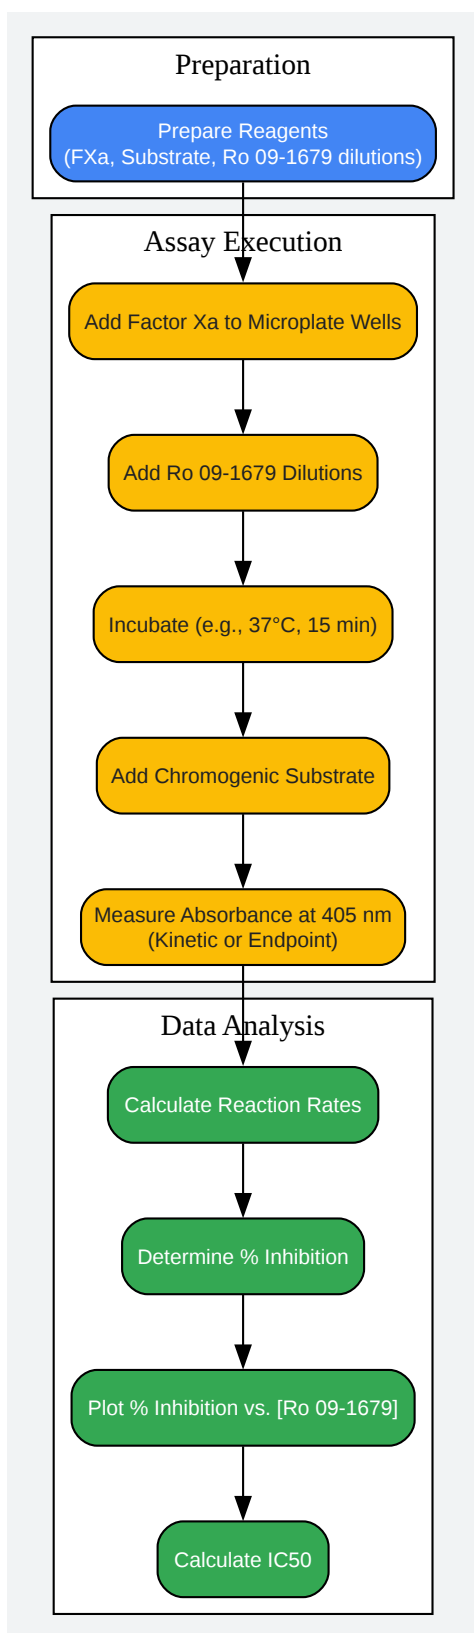 Preparation
Prepare Reagents
(FXa, Substrate, Ro 09-1679 dilutions)
Assay Execution
Add Factor Xa to Microplate Wells
Add Ro 09-1679 Dilutions
Incubate (e.g., 37°C, 15 min)
Add Chromogenic Substrate
Measure Absorbance at 405 nm
(Kinetic or Endpoint)
Data Analysis
Calculate Reaction Rates
Determine % Inhibition
Plot % Inhibition vs. [Ro 09-1679]
Calculate IC50